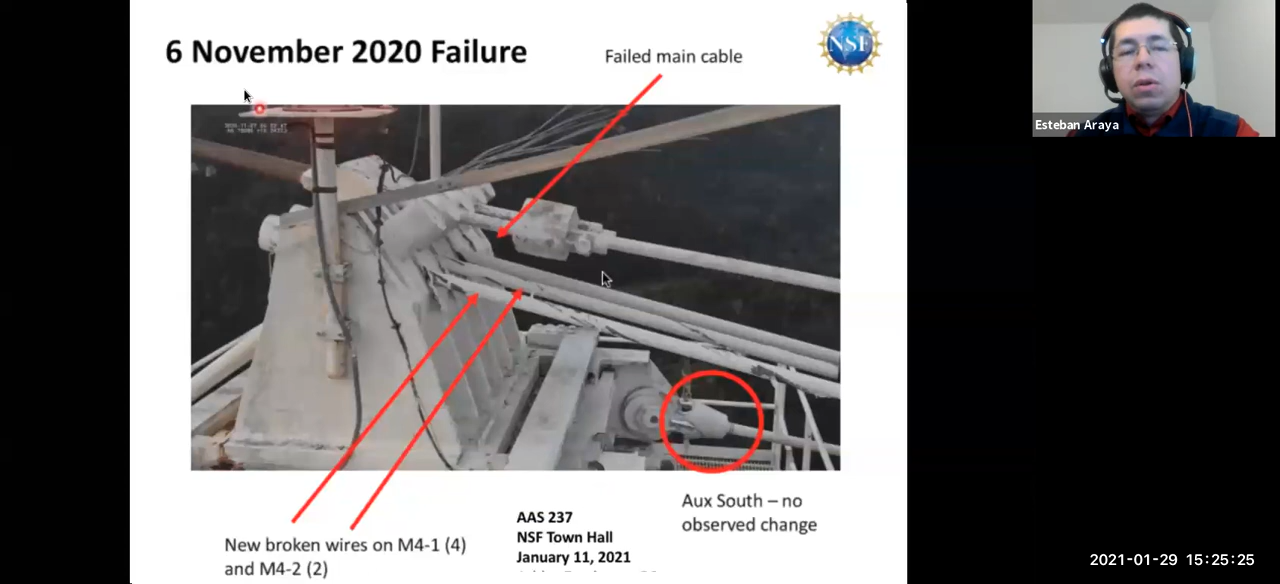 6 November 2020 Failure
Failed main cable
NSF
Esteban Araya
New broken wires on M4-1 (4)
and M4-2 (2)
AAS 237
NSF Town Hall
January 11, 2021
Aux South – no
observed change
2021-01-29 15:25:25